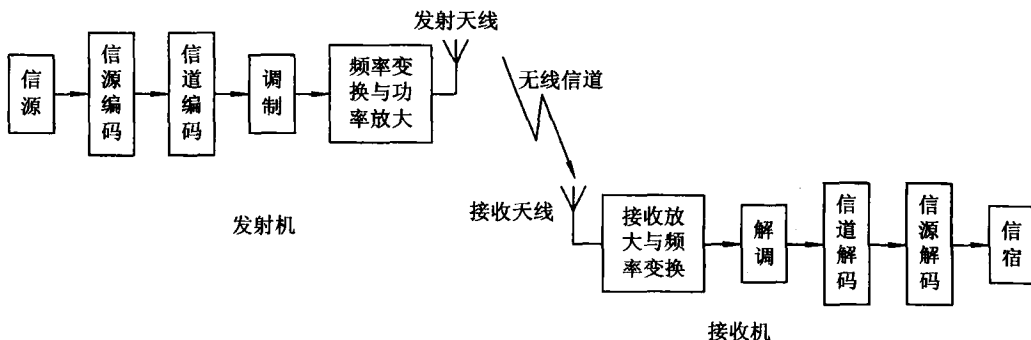 发射天线
信源
信源编码
信道编码
调制
频率变
换与功
率放大
无线信道
发射机
接收天线
接收放
大与频
率变换
解调
信道解码
信源解码
信宿
接收机